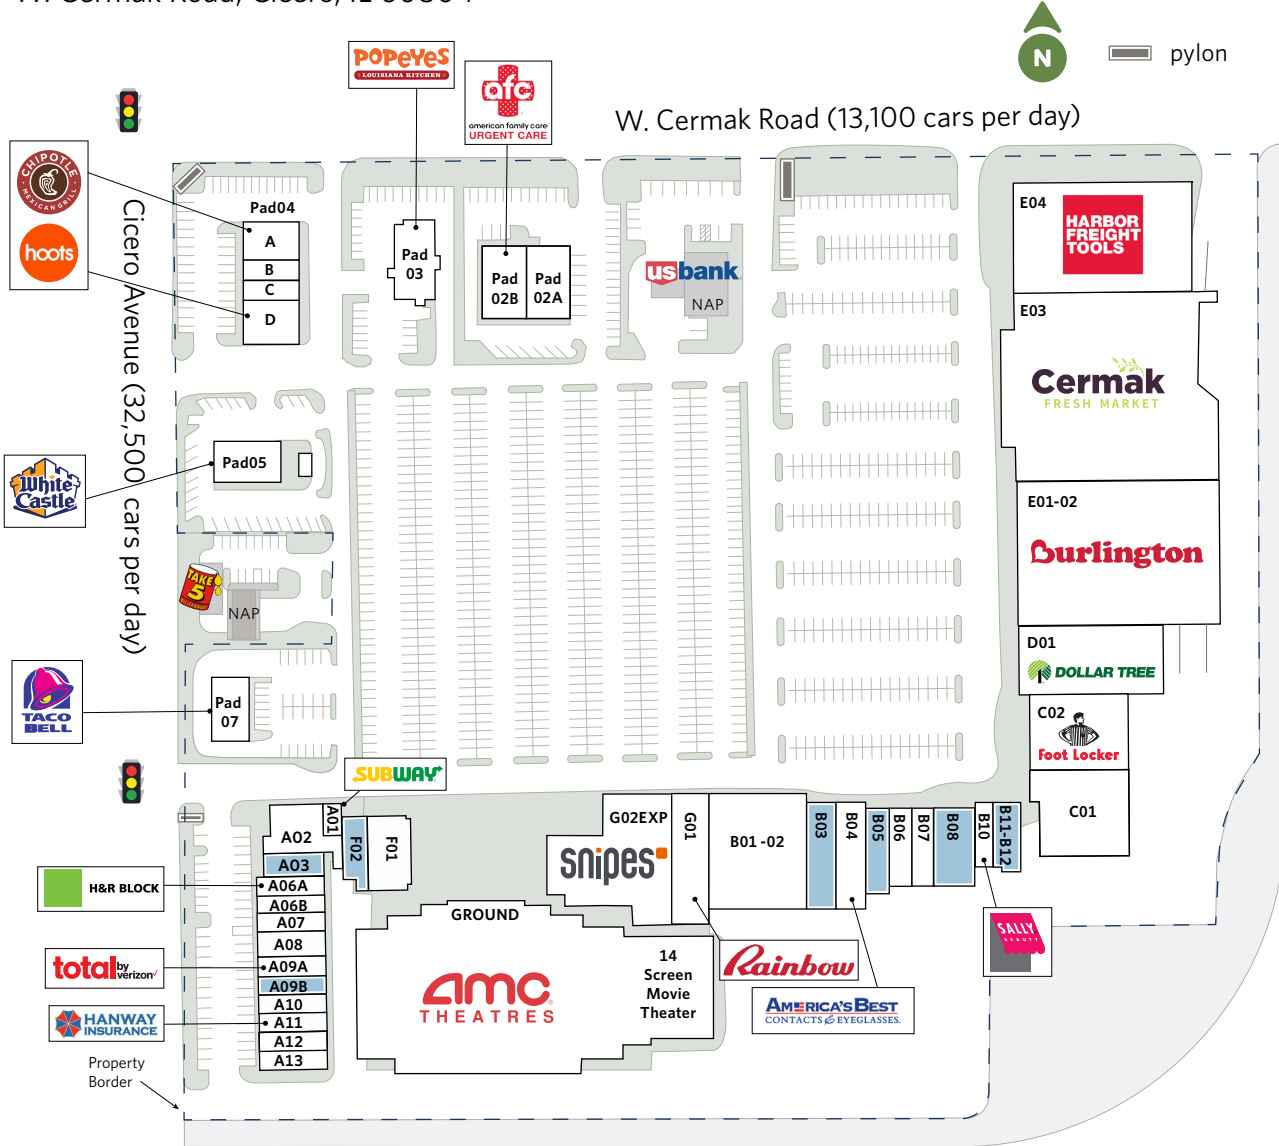 POPEYES
LOUISIANA KITCHEN
afc
american family care
URGENT CARE
N
pylon
W. Cermak Road (13,100 cars per day)
Cicero Avenue (32,500 cars per day)
CHIPOTLE
MEXICAN GRILL
hoots
Pad04
A
B
C
D
Pad
03
Pad
02B
Pad
02A
usbank
NAP
E04
HARBOR
FREIGHT
TOOLS
E03
Cermak
FRESH MARKET
E01-02
Burlington
D01
DOLLAR TREE
C02
Foot Locker
C01
White
Castle
Pad05
TAKE
5
NAP
TACO
BELL
Pad
07
SUBWAY
A01
A02
A03
F02
F01
A06A
A06B
A07
A08
A09A
A09B
A10
A11
A12
A13
H&R BLOCK
total by
verizon
HANWAY
INSURANCE
Property
Border
GROUND
amc
THEATRES
14
Screen
Movie
Theater
G02EXP
snipes
G01
B01-02
B03
B04
B05
B06
B07
B08
B10
B11-B12
Rainbow
AMERICA'S BEST
CONTACTS & EYEGLASSES
SALLY
BEAUTY